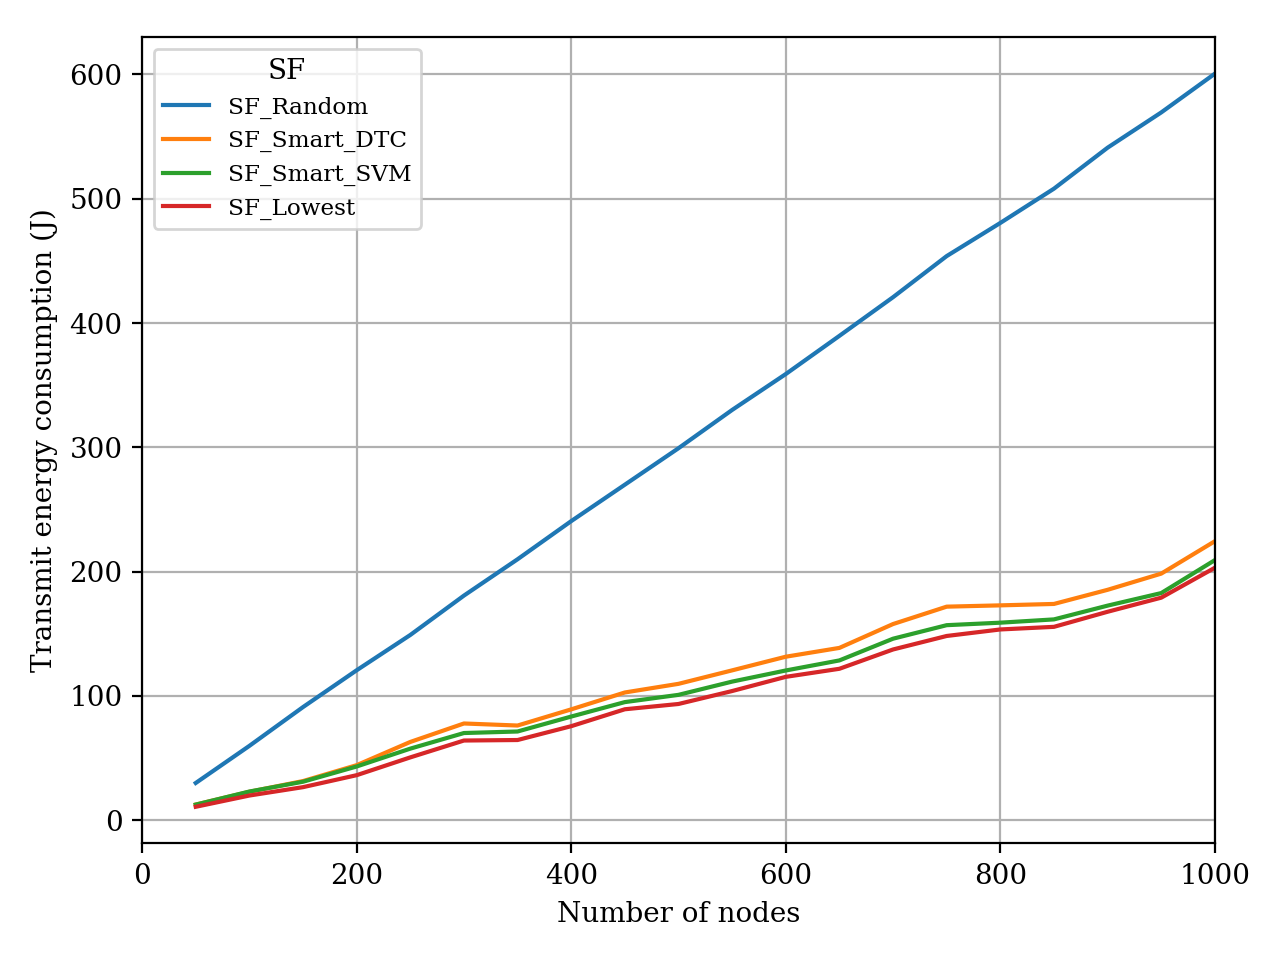 SF
SF_Random
SF_Smart_DTC
SF_Smart_SVM
SF_Lowest
Transmit energy consumption (J)
600
500
400
300
200
100
0
0 200 400 600 800 1000
Number of nodes